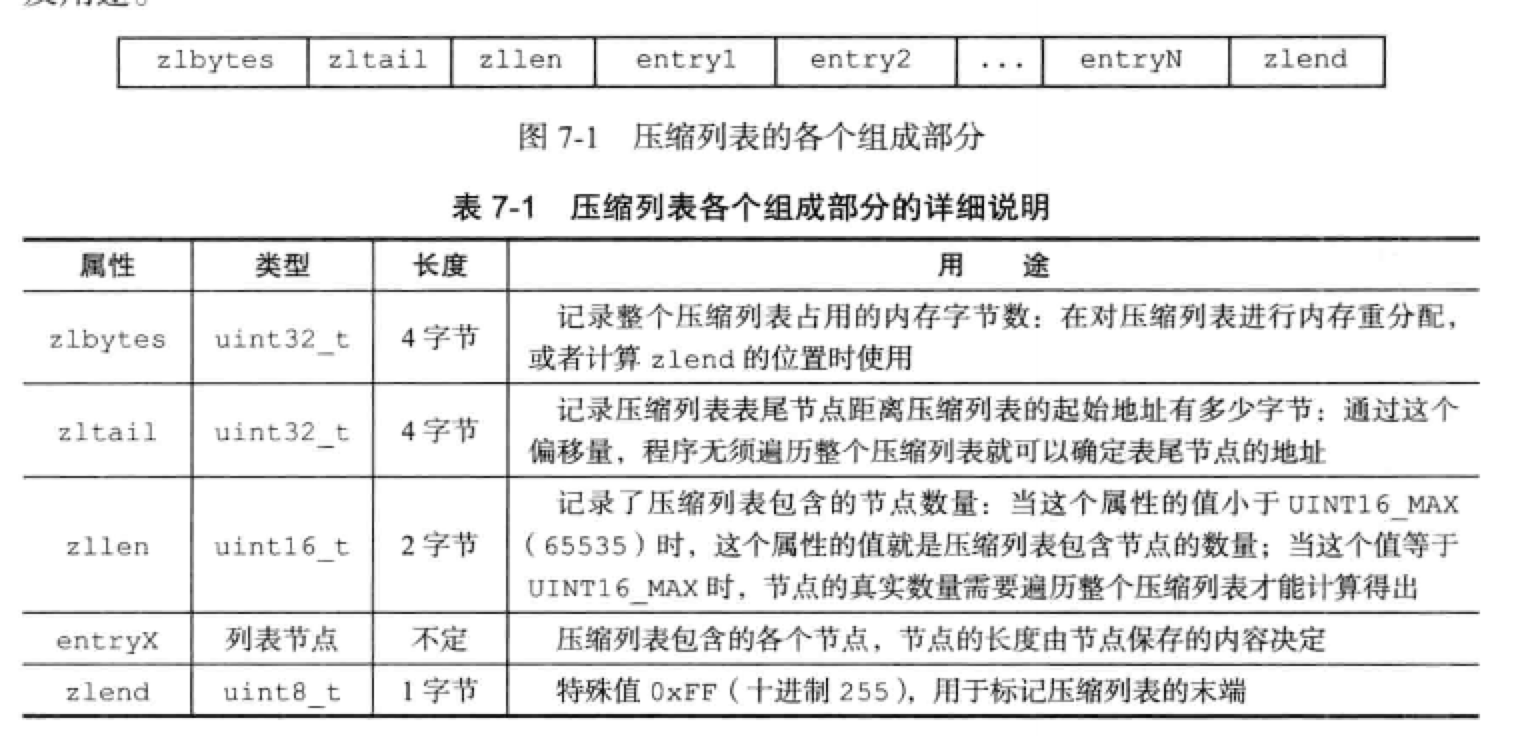 zlbytes zltail zllen entry1 entry2 ... entryN zlend
图 7-1 压缩列表的各个组成部分
表 7-1 压缩列表各个组成部分的详细说明
属性 类型 长度 用 途
zlbytes uint32_t 4 字节 记录整个压缩列表占用的内存字节数：在对压缩列表进行内存重分配，
或者计算 zlend 的位置时使用
zltail uint32_t 4 字节 记录压缩列表表尾节点距离压缩列表的起始地址有多少字节：通过这个
偏移量，程序无须遍历整个压缩列表就可以确定表尾节点的地址
zllen uint16_t 2 字节 记录了压缩列表包含的节点数量：当这个属性的值小于 UINT16_MAX
（65535）时，这个属性的值就是压缩列表包含节点的数量；当这个值等于
UINT16_MAX 时，节点的真实数量需要遍历整个压缩列表才能计算得出
entryX 列表节点 不定 压缩列表包含的各个节点，节点的长度由节点保存的内容决定
zlend uint8_t 1 字节 特殊值 0xFF（十进制 255），用于标记压缩列表的末端